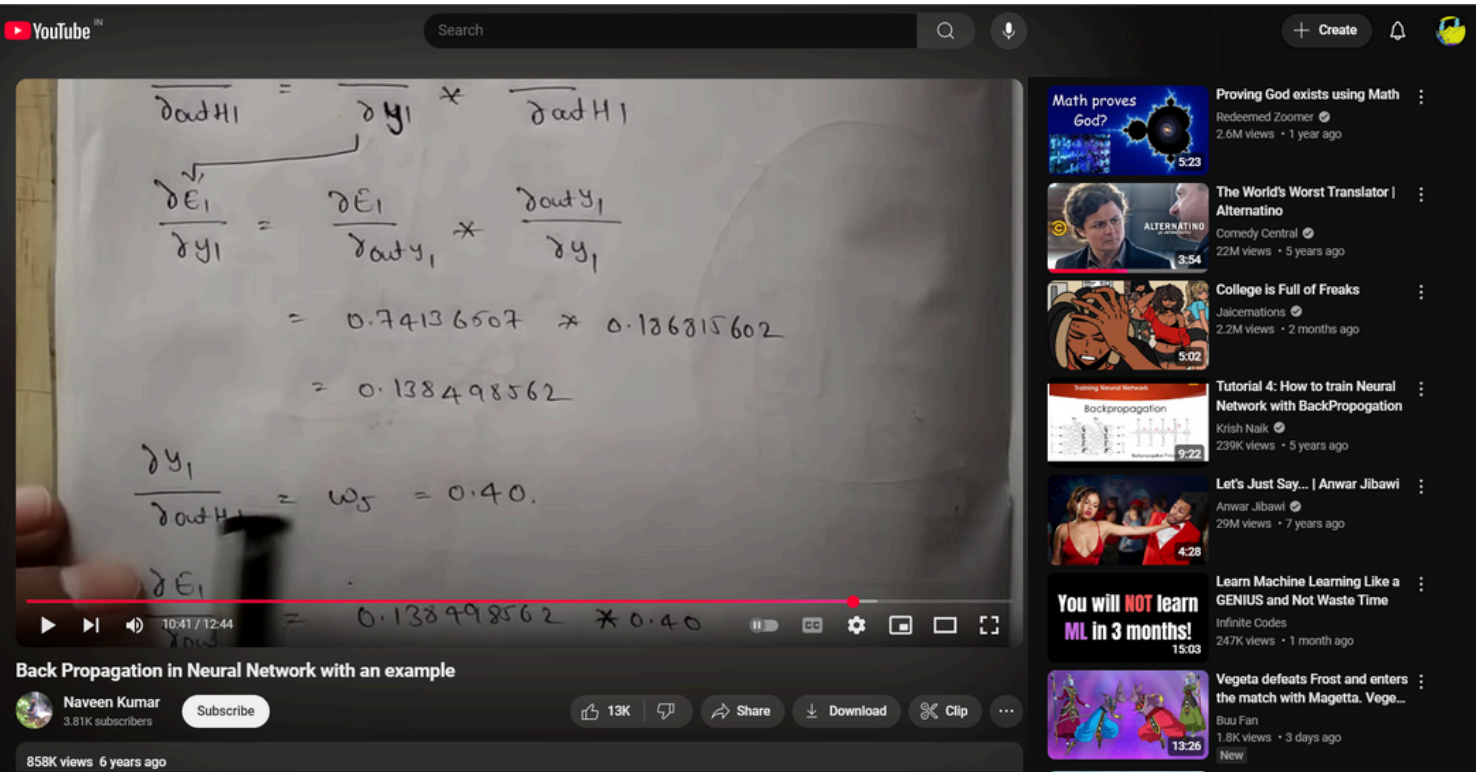 YouTube IN
Search
Create
∂outH1 = ∂y1 * ∂outH1
∂E1 = ∂E1 * ∂outy1
∂y1 ∂outy1 ∂y1
= 0.74136507 * 0.186815602
= 0.138498562
∂y1
∂outH1 = w5 = 0.40.
∂E1
= 0.138498562 * 0.40
10:41 / 12:44
CC
Back Propagation in Neural Network with an example
Naveen Kumar
3.81K subscribers
Subscribe
13K
Share
Download
Clip
858K views 6 years ago
Math proves
God?
5:23
Proving God exists using Math
Redeemed Zoomer
2.6M views • 1 year ago
ALTERNATINO
3:54
The World's Worst Translator |
Alternatino
Comedy Central
22M views • 5 years ago
5:02
College is Full of Freaks
Jaicemations
2.2M views • 2 months ago
Training Neural Network
Backpropagation
9:22
Tutorial 4: How to train Neural
Network with BackPropogation
Krish Naik
239K views • 5 years ago
4:28
Let's Just Say... | Anwar Jibawi
Anwar Jibawi
29M views • 7 years ago
You will NOT learn
ML in 3 months!
15:03
Learn Machine Learning Like a
GENIUS and Not Waste Time
Infinite Codes
247K views • 1 month ago
13:26
Vegeta defeats Frost and enters
the match with Magetta. Vege...
Buu Fan
1.8K views • 3 days ago
New